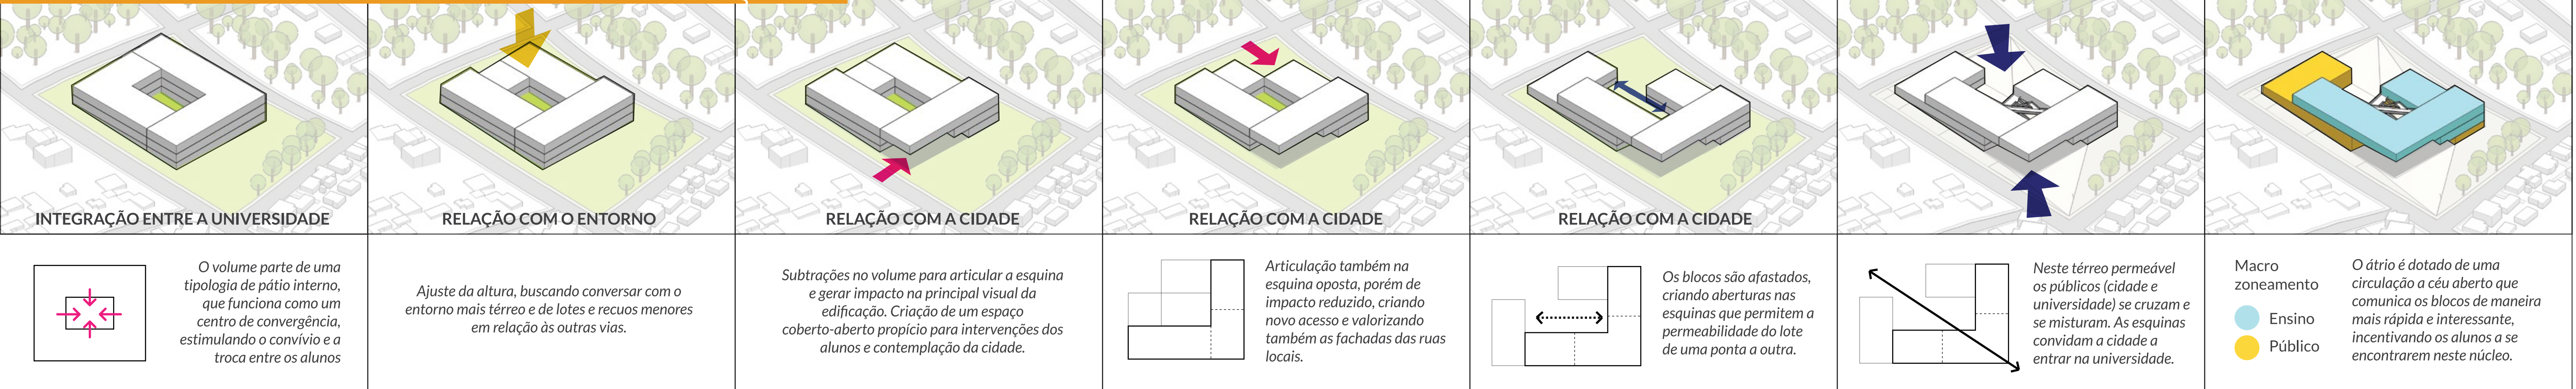 INTEGRAÇÃO ENTRE A UNIVERSIDADE
O volume parte de uma
tipologia de pátio interno,
que funciona como um
centro de convergência,
estimulando o convívio e a
troca entre os alunos
RELAÇÃO COM O ENTORNO
Ajuste da altura, buscando conversar com o
entorno mais térreo e de lotes e recuos menores
em relação às outras vias.
RELAÇÃO COM A CIDADE
Subtrações no volume para articular a esquina
e gerar impacto na principal visual da
edificação. Criação de um espaço
coberto-aberto propício para intervenções dos
alunos e contemplação da cidade.
RELAÇÃO COM A CIDADE
Articulação também na
esquina oposta, porém de
impacto reduzido, criando
novo acesso e valorizando
também as fachadas das ruas
locais.
RELAÇÃO COM A CIDADE
Os blocos são afastados,
criando aberturas nas
esquinas que permitem a
permeabilidade do lote
de uma ponta a outra.
Neste térreo permeável
os públicos (cidade e
universidade) se cruzam e
se misturam. As esquinas
convidam a cidade a
entrar na universidade.
Macro
zoneamento
Ensino
Público
O átrio é dotado de uma
circulação a céu aberto que
comunica os blocos de maneira
mais rápida e interessante,
incentivando os alunos a se
encontrarem neste núcleo.